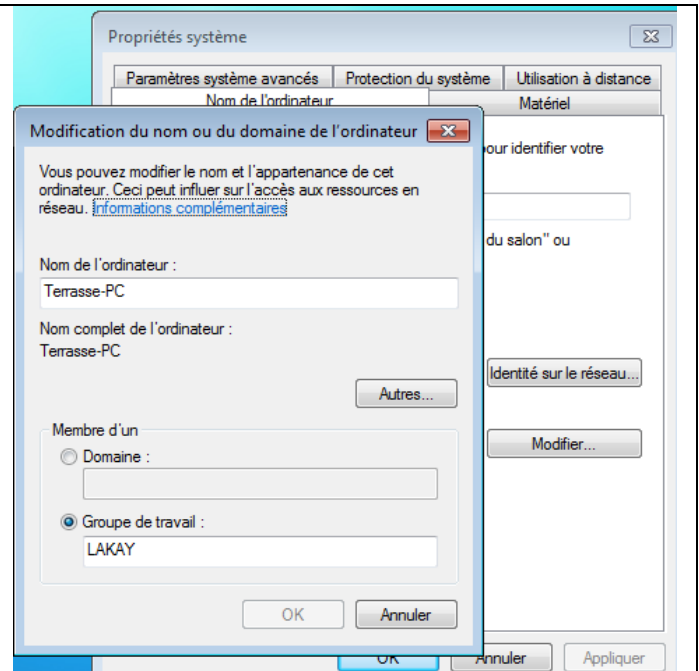 Propriétés système
Paramètres système avancés
Protection du système
Utilisation à distance
Nom de l'ordinateur
Matériel
Modification du nom ou du domaine de l'ordinateur
Vous pouvez modifier le nom et l'appartenance de cet
ordinateur. Ceci peut influer sur l'accès aux ressources en
réseau. Informations complémentaires
Nom de l'ordinateur :
Terrasse-PC
Nom complet de l'ordinateur :
Terrasse-PC
Autres...
Membre d'un
Domaine :
Groupe de travail :
LAKAY
OK
Annuler
pour identifier votre
du salon" ou
Identité sur le réseau...
Modifier...
OK
Annuler
Appliquer